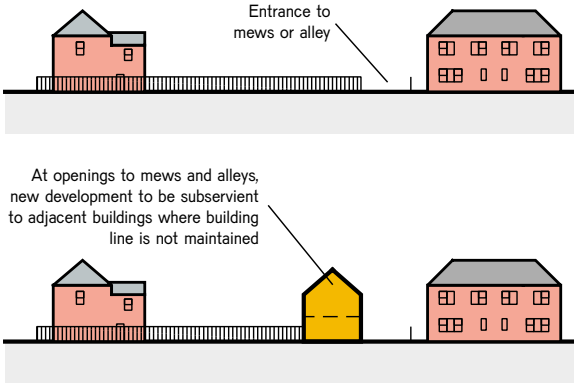 Entrance to
mews or alley
At openings to mews and alleys,
new development to be subservient
to adjacent buildings where building
line is not maintained